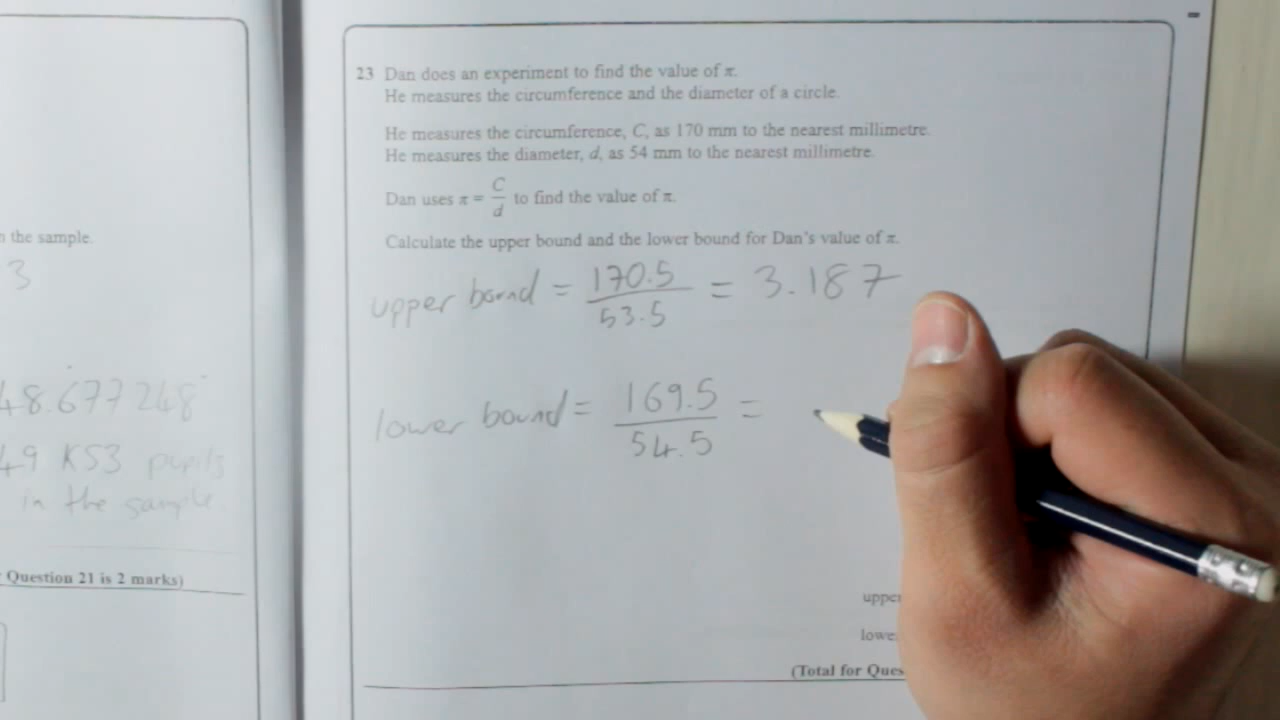 n the sample.
3
48.677248
49 KS3 pupils
in the sample
Question 21 is 2 marks)
23 Dan does an experiment to find the value of π.
He measures the circumference and the diameter of a circle.
He measures the circumference, C, as 170 mm to the nearest millimetre.
He measures the diameter, d, as 54 mm to the nearest millimetre.
Dan uses π = C/d to find the value of π.
Calculate the upper bound and the lower bound for Dan's value of π.
upper bound = 170.5/53.5 = 3.187
lower bound = 169.5/54.5 =
upper
lowe
(Total for Ques